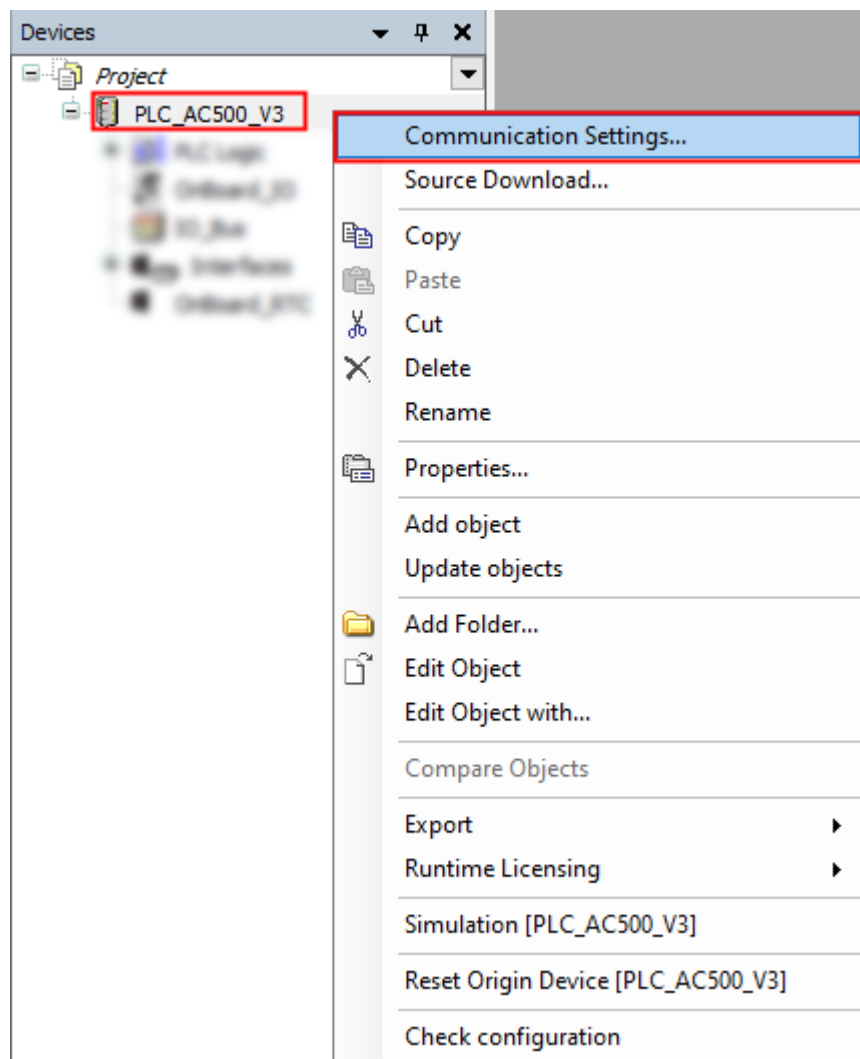 Devices
Project
PLC_AC500_V3
Communication Settings...
Source Download...
Copy
Paste
Cut
Delete
Rename
Properties...
Add object
Update objects
Add Folder...
Edit Object
Edit Object with...
Compare Objects
Export
Runtime Licensing
Simulation [PLC_AC500_V3]
Reset Origin Device [PLC_AC500_V3]
Check configuration